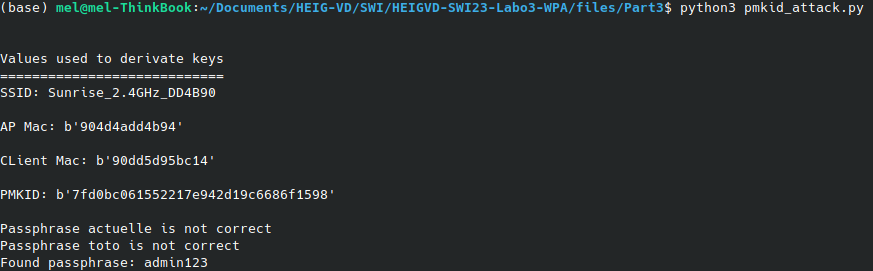 (base) mel@mel-ThinkBook:~/Documents/HEIG-VD/SWI/HEIGVD-SWI23-Labo3-WPA/files/Part3$ python3 pmkid_attack.py
Values used to derivate keys
============================
SSID: Sunrise_2.4GHz_DD4B90
AP Mac: b'904d4add4b94'
CLient Mac: b'90dd5d95bc14'
PMKID: b'7fd0bc061552217e942d19c6686f1598'
Passphrase actuelle is not correct
Passphrase toto is not correct
Found passphrase: admin123